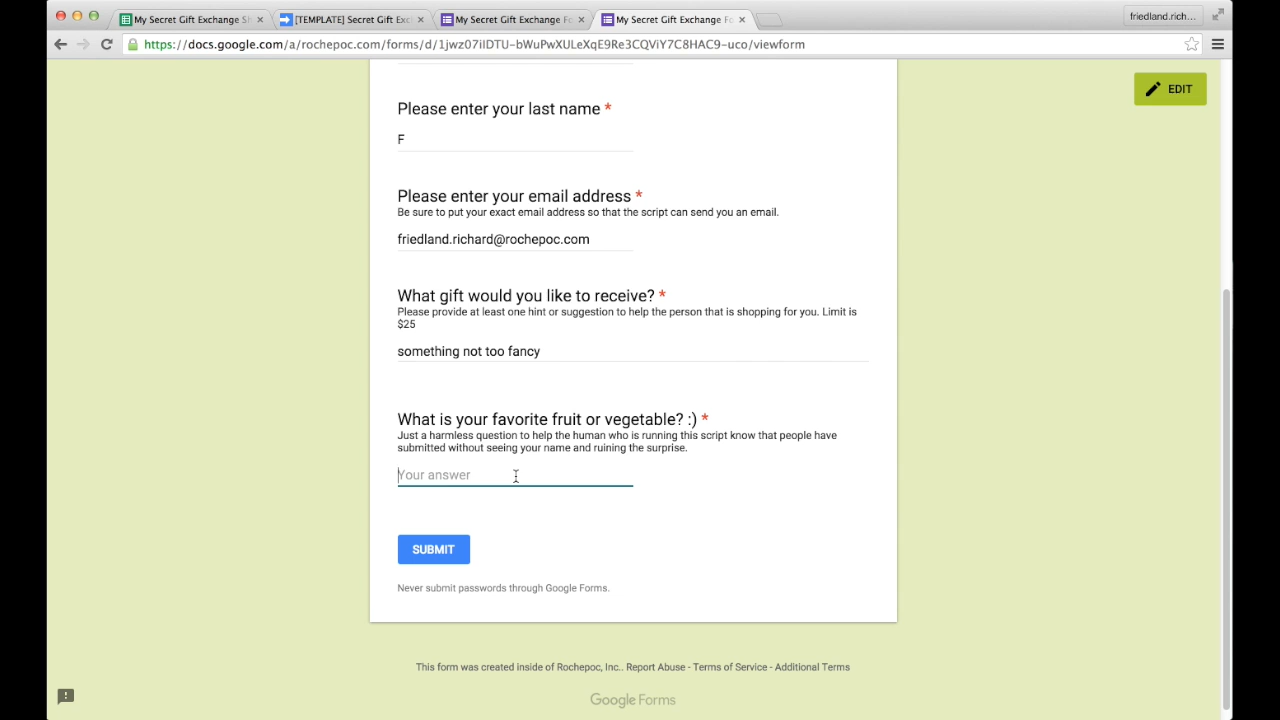 My Secret Gift Exchange S
[TEMPLATE] Secret Gift Exc
My Secret Gift Exchange Fo
My Secret Gift Exchange Fo
friedland.rich...
https://docs.google.com/a/rochepoc.com/forms/d/1jwz07iIDTU-bWuPwXULeXqE9Re3CQViY7C8HAC9-uco/viewform
EDIT
Please enter your last name *
F
Please enter your email address *
Be sure to put your exact email address so that the script can send you an email.
friedland.richard@rochepoc.com
What gift would you like to receive? *
Please provide at least one hint or suggestion to help the person that is shopping for you. Limit is
$25
something not too fancy
What is your favorite fruit or vegetable? :) *
Just a harmless question to help the human who is running this script know that people have
submitted without seeing your name and ruining the surprise.
Your answer
SUBMIT
Never submit passwords through Google Forms.
This form was created inside of Rochepoc, Inc.. Report Abuse - Terms of Service - Additional Terms
Google Forms